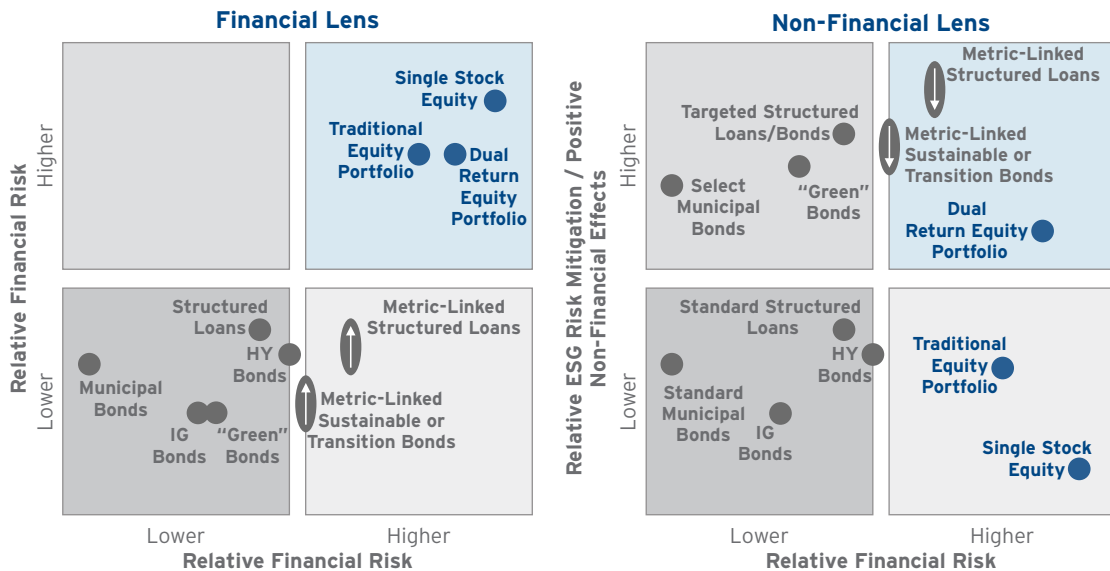 Financial Lens
Relative Financial Risk
Higher
Lower
Single Stock
Equity
Traditional
Equity
Portfolio
Dual
Return
Equity
Portfolio
Structured
Loans
HY
Bonds
Municipal
Bonds
IG
Bonds
“Green”
Bonds
Metric-Linked
Structured Loans
Metric-Linked
Sustainable or
Transition Bonds
Lower
Higher
Relative Financial Risk
Non-Financial Lens
Relative ESG Risk Mitigation / Positive
Non-Financial Effects
Higher
Lower
Targeted Structured
Loans/Bonds
Select
Municipal
Bonds
“Green”
Bonds
Metric-Linked
Structured Loans
Metric-Linked
Sustainable or
Transition Bonds
Dual
Return Equity
Portfolio
Standard Structured
Loans
HY
Bonds
Standard
Municipal
Bonds
IG
Bonds
Traditional
Equity
Portfolio
Single Stock
Equity
Lower
Higher
Relative Financial Risk